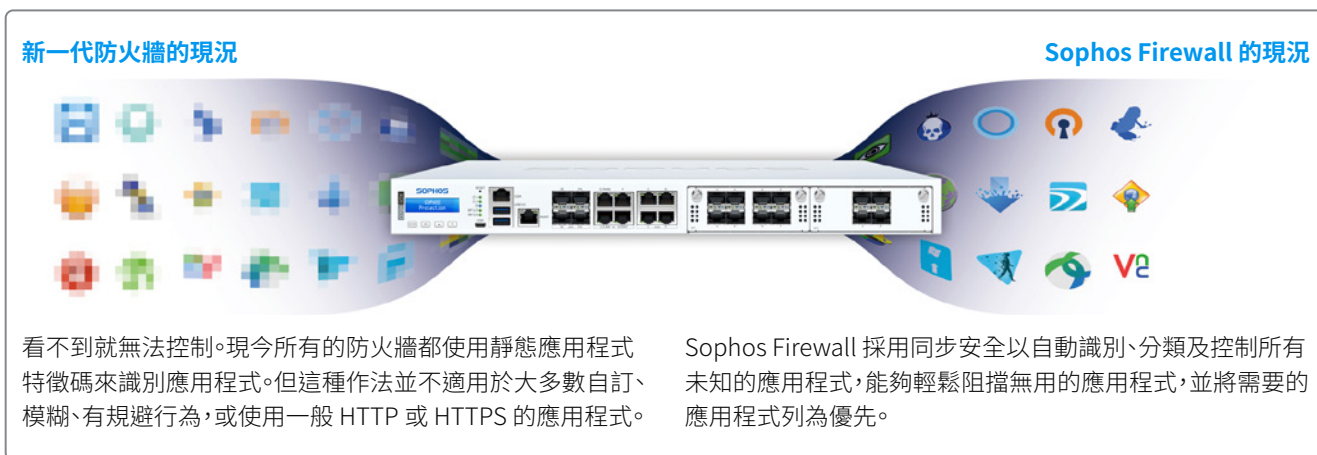 新一代防火牆的現況
Sophos Firewall 的現況
SOPHOS
SOPHOS
Protection
VNC
看不到就無法控制。現今所有的防火牆都使用靜態應用程式
特徵碼來識別應用程式。但這種作法並不適用於大多數自訂、
模糊、有規避行為,或使用一般 HTTP 或 HTTPS 的應用程式。
Sophos Firewall 採用同步安全以自動識別、分類及控制所有
未知的應用程式,能夠輕鬆阻擋無用的應用程式,並將需要的
應用程式列為優先。